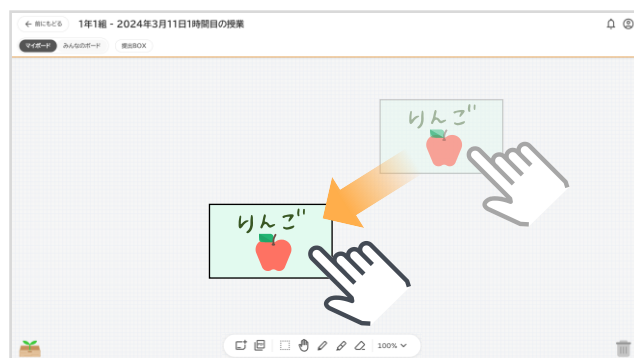 ← 前にもどる 1年1組 - 2024年3月11日1時間目の授業
マイボード みんなのボード 提出BOX
りんご
りんご
100%